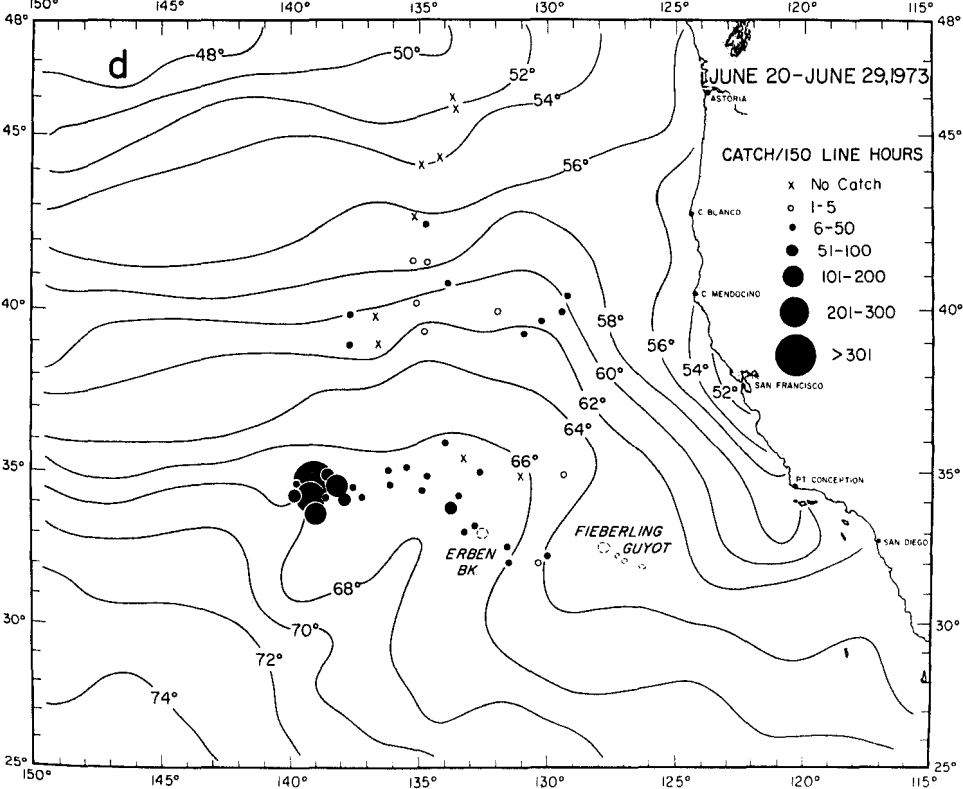 150° 145° 140° 135° 130° 125° 120° 115°
48° 48°
d
48° 50° 52° 54°
JUNE 20-JUNE 29,1973
ASTORIA
45° 45°
CATCH/150 LINE HOURS
x No Catch
1-5
6-50
51-100
101-200
201-300
>301
56°
C BLANCO
C MENDOCINO
40° 40°
58°
56°
60°
54°
52°
SAN FRANCISCO
62°
64°
66°
35° 35°
PT. CONCEPTION
SAN DIEGO
ERBEN
BK.
FIEBERLING
GUYOT
68°
30° 30°
70°
72°
74°
25° 25°
150° 145° 140° 135° 130° 125° 120° 115°